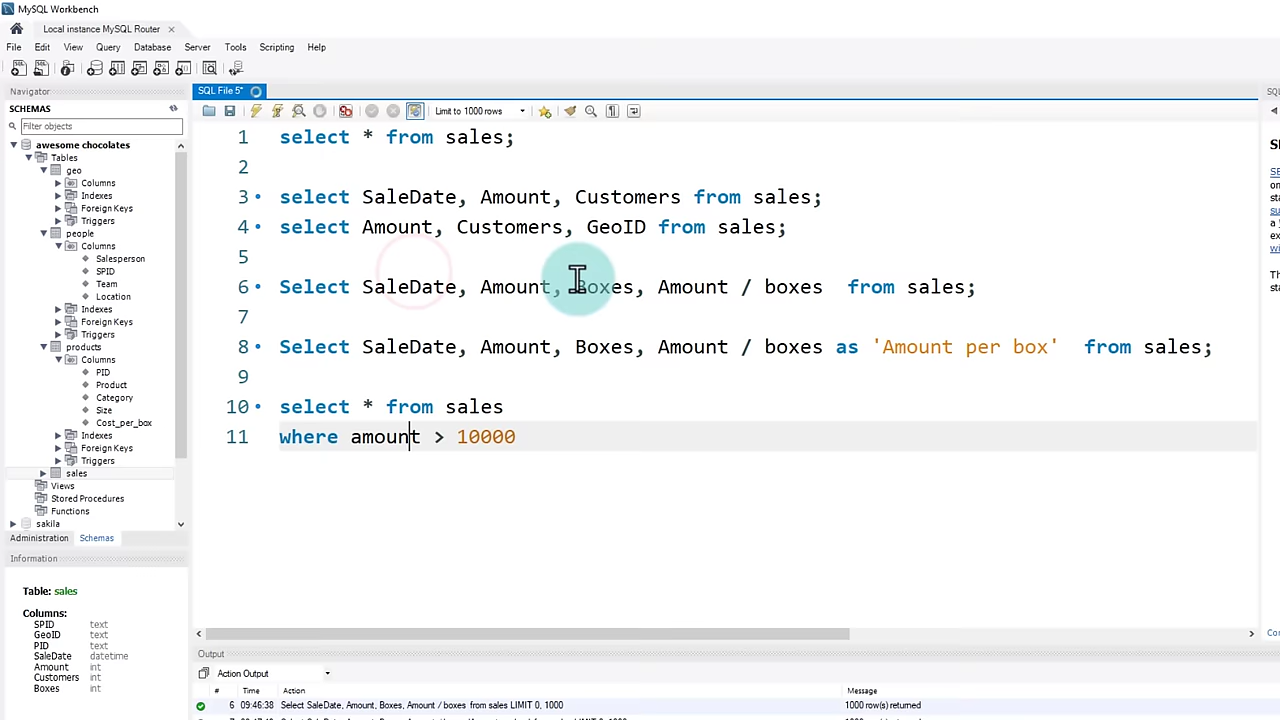 MySQL Workbench
Local instance MySQL Router
File Edit View Query Database Server Tools Scripting Help
Navigator
SCHEMAS
Filter objects
awesome chocolates
Tables
geo
Columns
Indexes
Foreign Keys
Triggers
people
Columns
Salesperson
SPID
Team
Location
Indexes
Foreign Keys
Triggers
products
Columns
PID
Product
Category
Size
Cost_per_box
Indexes
Foreign Keys
Triggers
sales
Views
Stored Procedures
Functions
sakila
Administration Schemas
Information
Table: sales
Columns:
SPID text
GeoID text
PID text
SaleDate datetime
Amount int
Customers int
Boxes int
SQL File 5*
Limit to 1000 rows
1 select * from sales;
2
3 select SaleDate, Amount, Customers from sales;
4 select Amount, Customers, GeoID from sales;
5
6 Select SaleDate, Amount, Boxes, Amount / boxes from sales;
7
8 Select SaleDate, Amount, Boxes, Amount / boxes as 'Amount per box' from sales;
9
10 select * from sales
11 where amount > 10000
Output
Action Output
# Time Action Message
6 09:46:38 Select SaleDate, Amount, Boxes, Amount / boxes from sales LIMIT 0, 1000 1000 row(s) returned
SQL